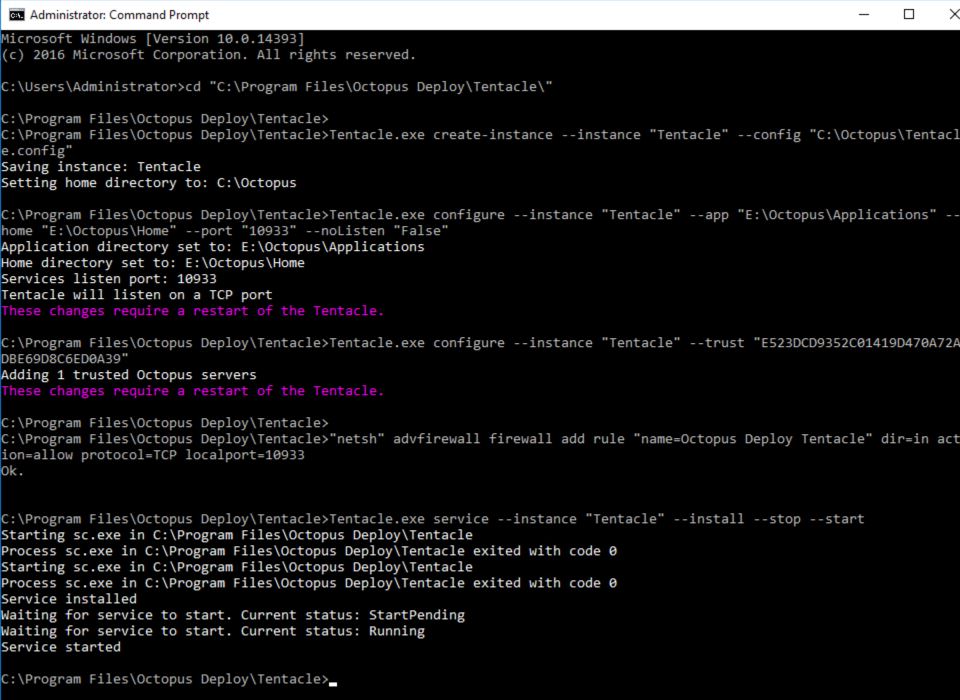 Administrator: Command Prompt
Microsoft Windows [Version 10.0.14393]
(c) 2016 Microsoft Corporation. All rights reserved.
C:\Users\Administrator>cd "C:\Program Files\Octopus Deploy\Tentacle\"
C:\Program Files\Octopus Deploy\Tentacle>
C:\Program Files\Octopus Deploy\Tentacle>Tentacle.exe create-instance --instance "Tentacle" --config "C:\Octopus\Tentacl
e.config"
Saving instance: Tentacle
Setting home directory to: C:\Octopus
C:\Program Files\Octopus Deploy\Tentacle>Tentacle.exe configure --instance "Tentacle" --app "E:\Octopus\Applications" --
home "E:\Octopus\Home" --port "10933" --noListen "False"
Application directory set to: E:\Octopus\Applications
Home directory set to: E:\Octopus\Home
Services listen port: 10933
Tentacle will listen on a TCP port
These changes require a restart of the Tentacle.
C:\Program Files\Octopus Deploy\Tentacle>Tentacle.exe configure --instance "Tentacle" --trust "E523DCD9352C01419D470A72A
DBE69D8C6ED0A39"
Adding 1 trusted Octopus servers
These changes require a restart of the Tentacle.
C:\Program Files\Octopus Deploy\Tentacle>
C:\Program Files\Octopus Deploy\Tentacle>"netsh" advfirewall firewall add rule "name=Octopus Deploy Tentacle" dir=in act
ion=allow protocol=TCP localport=10933
Ok.
C:\Program Files\Octopus Deploy\Tentacle>Tentacle.exe service --instance "Tentacle" --install --stop --start
Starting sc.exe in C:\Program Files\Octopus Deploy\Tentacle
Process sc.exe in C:\Program Files\Octopus Deploy\Tentacle exited with code 0
Starting sc.exe in C:\Program Files\Octopus Deploy\Tentacle
Process sc.exe in C:\Program Files\Octopus Deploy\Tentacle exited with code 0
Service installed
Waiting for service to start. Current status: StartPending
Waiting for service to start. Current status: Running
Service started
C:\Program Files\Octopus Deploy\Tentacle>